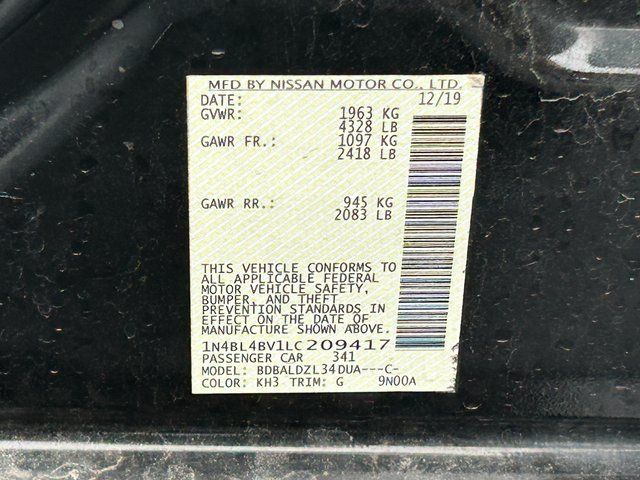 MFD BY NISSAN MOTOR CO., LTD.
DATE: 12/19
GVWR: 1963 KG
4328 LB
GAWR FR.: 1097 KG
2418 LB
GAWR RR.: 945 KG
2083 LB
THIS VEHICLE CONFORMS TO
ALL APPLICABLE FEDERAL
MOTOR VEHICLE SAFETY,
BUMPER, AND THEFT
PREVENTION STANDARDS IN
EFFECT ON THE DATE OF
MANUFACTURE SHOWN ABOVE.
1N4BL4BV1LC209417
PASSENGER CAR 341
MODEL: BDBALDZL34DUA---C-
COLOR: KH3 TRIM: G 9N00A